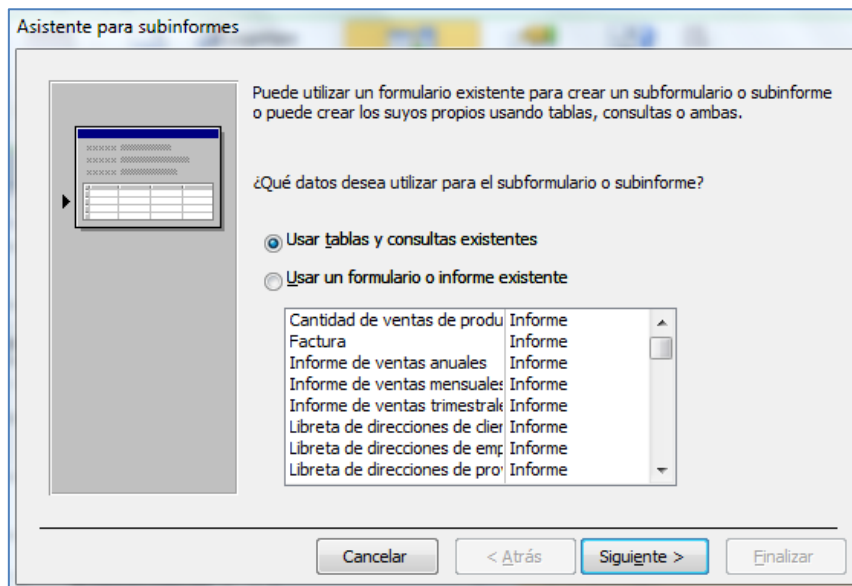 Asistente para subinformes
Puede utilizar un formulario existente para crear un subformulario o subinforme
o puede crear los suyos propios usando tablas, consultas o ambas.
¿Qué datos desea utilizar para el subformulario o subinforme?
Usar tablas y consultas existentes
Usar un formulario o informe existente
Cantidad de ventas de produ Informe
Factura Informe
Informe de ventas anuales Informe
Informe de ventas mensuales Informe
Informe de ventas trimestrale Informe
Libreta de direcciones de clier Informe
Libreta de direcciones de emp Informe
Libreta de direcciones de pro Informe
Cancelar < Atrás Siguiente > Finalizar